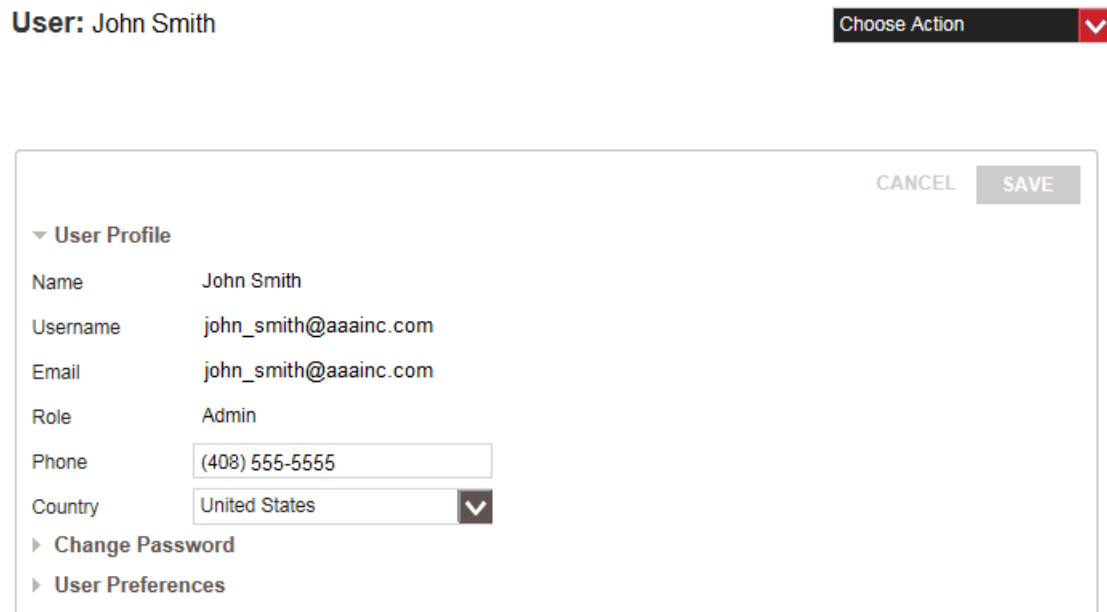 User: John Smith
Choose Action
CANCEL SAVE
User Profile
Name John Smith
Username john_smith@aaainc.com
Email john_smith@aaainc.com
Role Admin
Phone (408) 555-5555
Country United States
Change Password
User Preferences